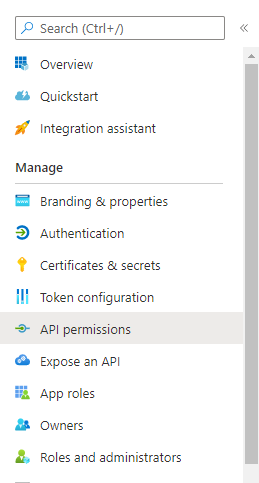 Search (Ctrl+/)
Overview
Quickstart
Integration assistant
Manage
Branding & properties
Authentication
Certificates & secrets
Token configuration
API permissions
Expose an API
App roles
Owners
Roles and administrators